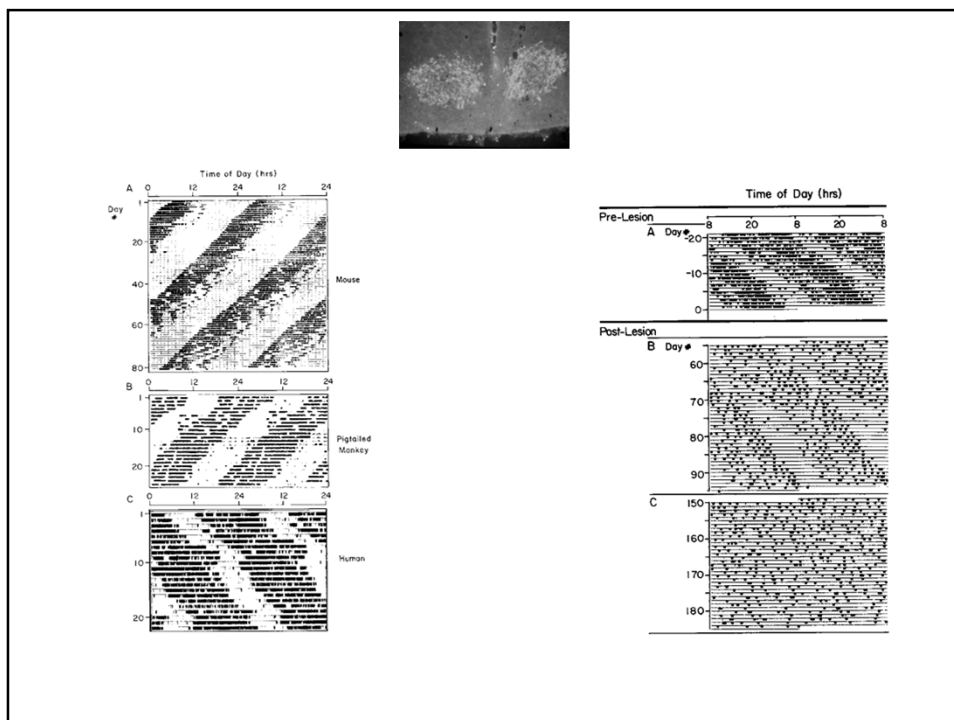 Time of Day (hrs)
A 0 12 24 12 24
Day
#
1
20
40
60
80
Mouse
B 0 12 24 12 24
1
10
20
Pigtailed
Monkey
C 0 12 24 12 24
1
10
20
Human
Time of Day (hrs)
Pre-Lesion
8 20 8 20 8
A Day #
-20
-10
0
Post-Lesion
B Day #
60
70
80
90
C
150
160
170
180